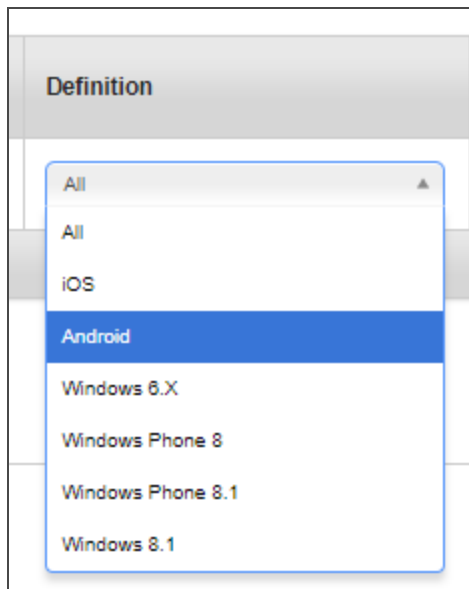 Definition
All
All
iOS
Android
Windows 6.X
Windows Phone 8
Windows Phone 8.1
Windows 8.1